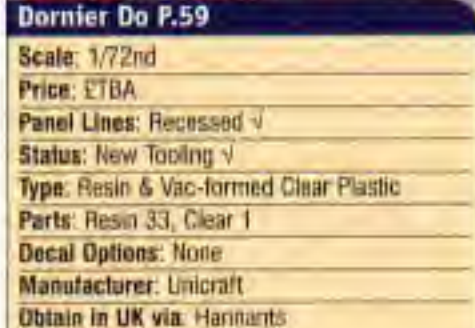 Dornier Do P.59
Scale: 1/72nd
Price: £TBA
Panel Lines: Recessed √
Status: New Tooling √
Type: Resin & Vac-formed Clear Plastic
Parts: Resin 33, Clear 1
Decal Options: None
Manufacturer: Unicraft
Obtain in UK via: Hannants